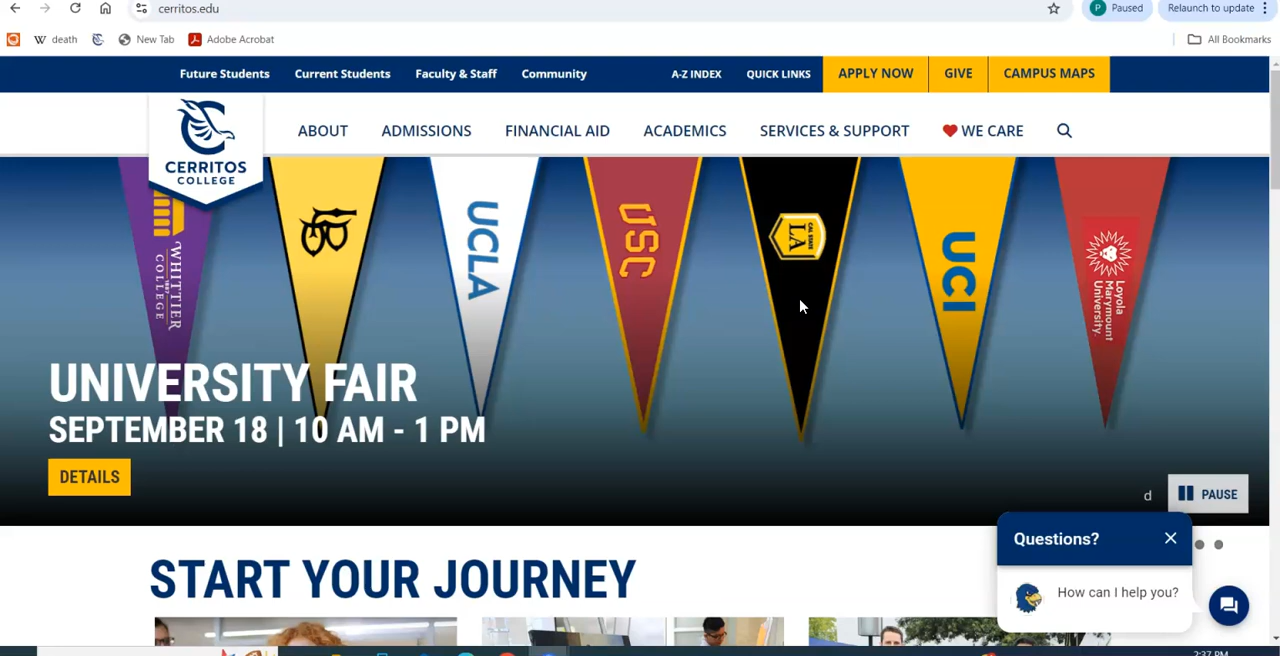 cerritos.edu
P Paused
Relaunch to update
W death
New Tab
Adobe Acrobat
All Bookmarks
Future Students
Current Students
Faculty & Staff
Community
A-Z INDEX
QUICK LINKS
APPLY NOW
GIVE
CAMPUS MAPS
CERRITOS
COLLEGE
ABOUT
ADMISSIONS
FINANCIAL AID
ACADEMICS
SERVICES & SUPPORT
WE CARE
WHITTIER
COLLEGE
UCLA
USC
CAL STATE
LA
UCI
Loyola
Marymount
University.
UNIVERSITY FAIR
SEPTEMBER 18 | 10 AM - 1 PM
DETAILS
d
PAUSE
Questions?
How can I help you?
START YOUR JOURNEY
2:37 PM